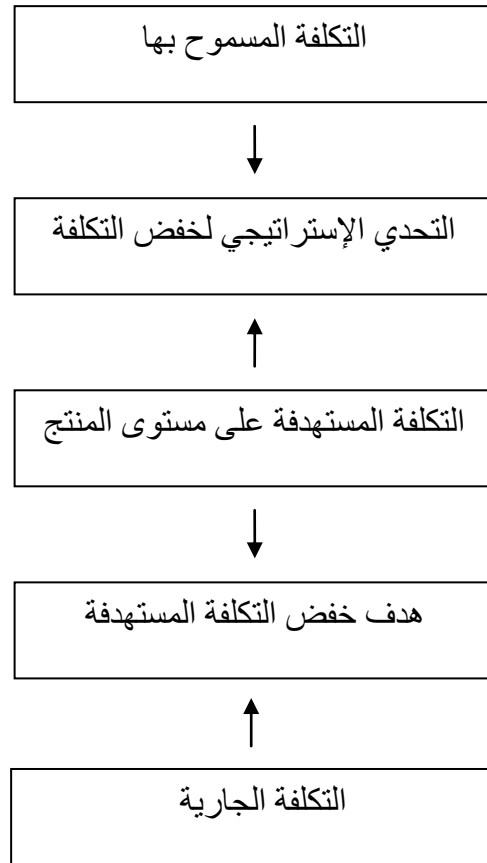 التكلفة المسموح بها
التحدي الإستراتيجي لخفض التكلفة
التكلفة المستهدفة على مستوى المنتج
هدف خفض التكلفة المستهدفة
التكلفة الجارية